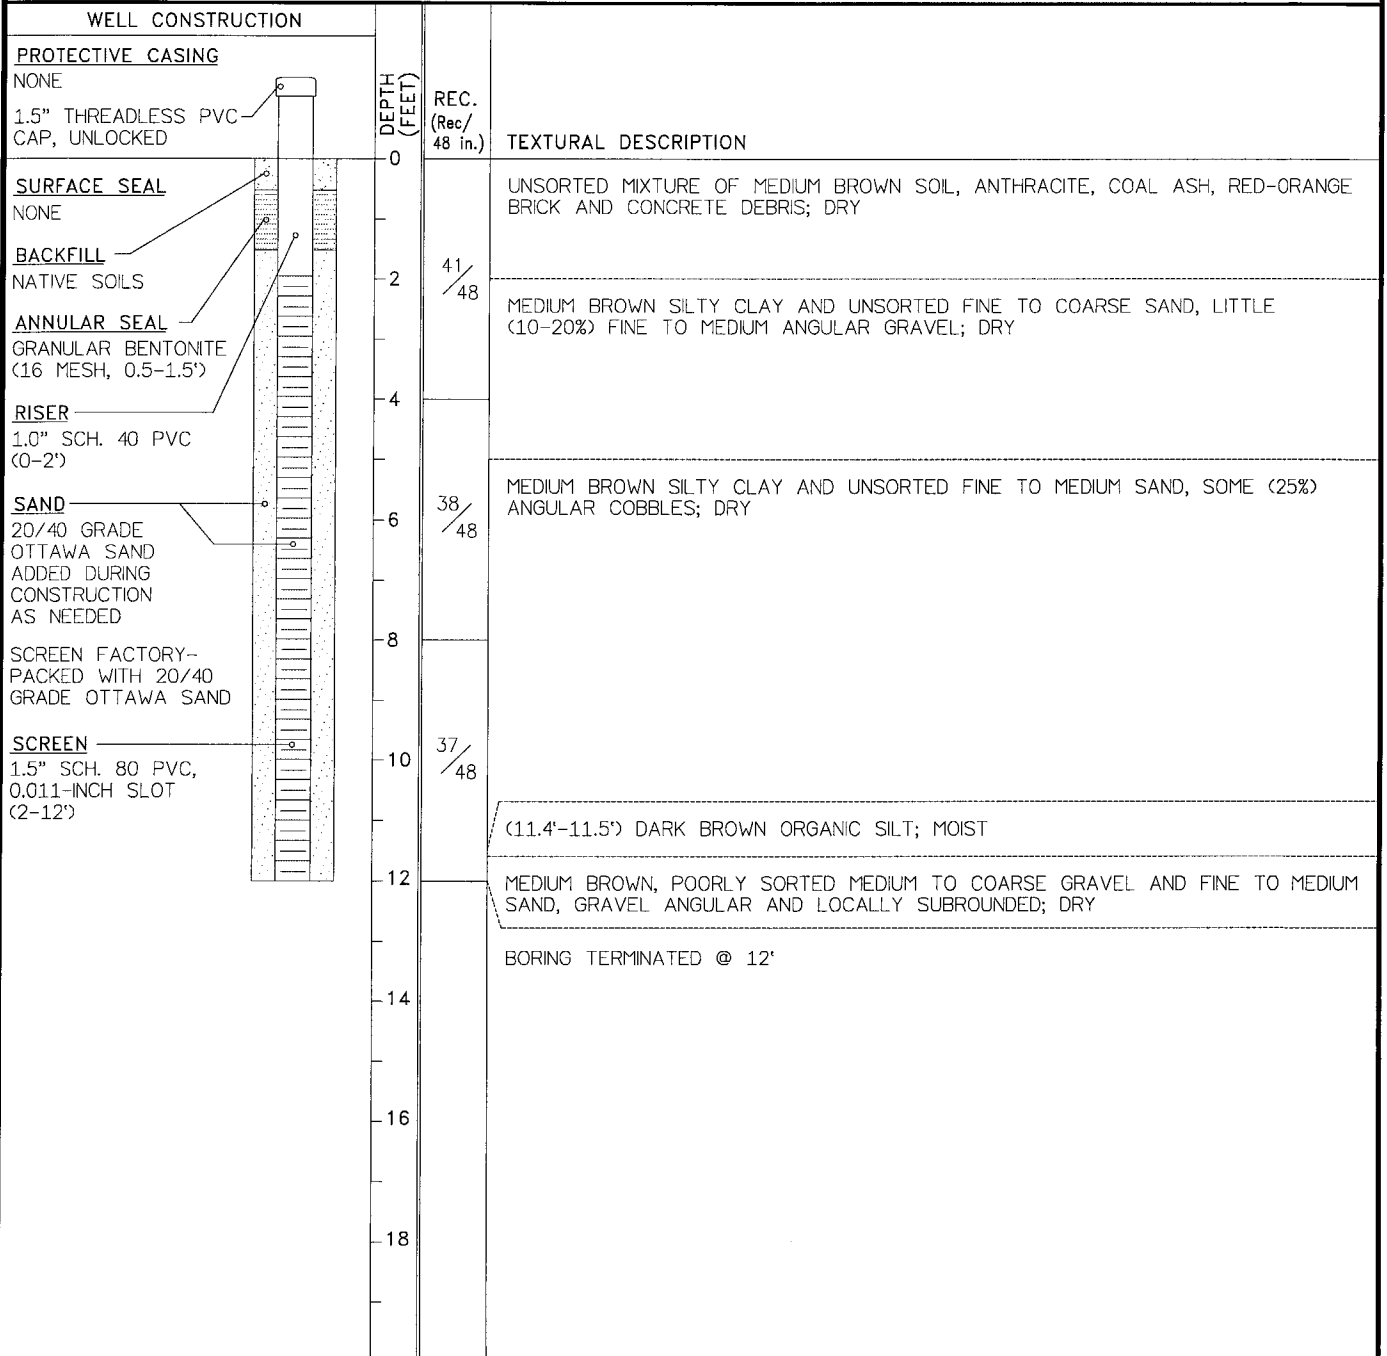 WELL CONSTRUCTION
PROTECTIVE CASING
NONE
1.5" THREADLESS PVC
CAP, UNLOCKED
SURFACE SEAL
NONE
BACKFILL
NATIVE SOILS
ANNULAR SEAL
GRANULAR BENTONITE
(16 MESH, 0.5-1.5')
RISER
1.0" SCH. 40 PVC
(0-2')
SAND
20/40 GRADE
OTTAWA SAND
ADDED DURING
CONSTRUCTION
AS NEEDED
SCREEN FACTORY-
PACKED WITH 20/40
GRADE OTTAWA SAND
SCREEN
1.5" SCH. 80 PVC,
0.011-INCH SLOT
(2-12')
DEPTH
(FEET)
0
2
4
6
8
10
12
14
16
18
REC.
(Rec/
48 in.)
41/48
38/48
37/48
TEXTURAL DESCRIPTION
UNSORTED MIXTURE OF MEDIUM BROWN SOIL, ANTHRACITE, COAL ASH, RED-ORANGE
BRICK AND CONCRETE DEBRIS; DRY
MEDIUM BROWN SILTY CLAY AND UNSORTED FINE TO COARSE SAND, LITTLE
(10-20%) FINE TO MEDIUM ANGULAR GRAVEL; DRY
MEDIUM BROWN SILTY CLAY AND UNSORTED FINE TO MEDIUM SAND, SOME (25%)
ANGULAR COBBLES; DRY
(11.4'-11.5') DARK BROWN ORGANIC SILT; MOIST
MEDIUM BROWN, POORLY SORTED MEDIUM TO COARSE GRAVEL AND FINE TO MEDIUM
SAND, GRAVEL ANGULAR AND LOCALLY SUBROUNDED; DRY
BORING TERMINATED @ 12'